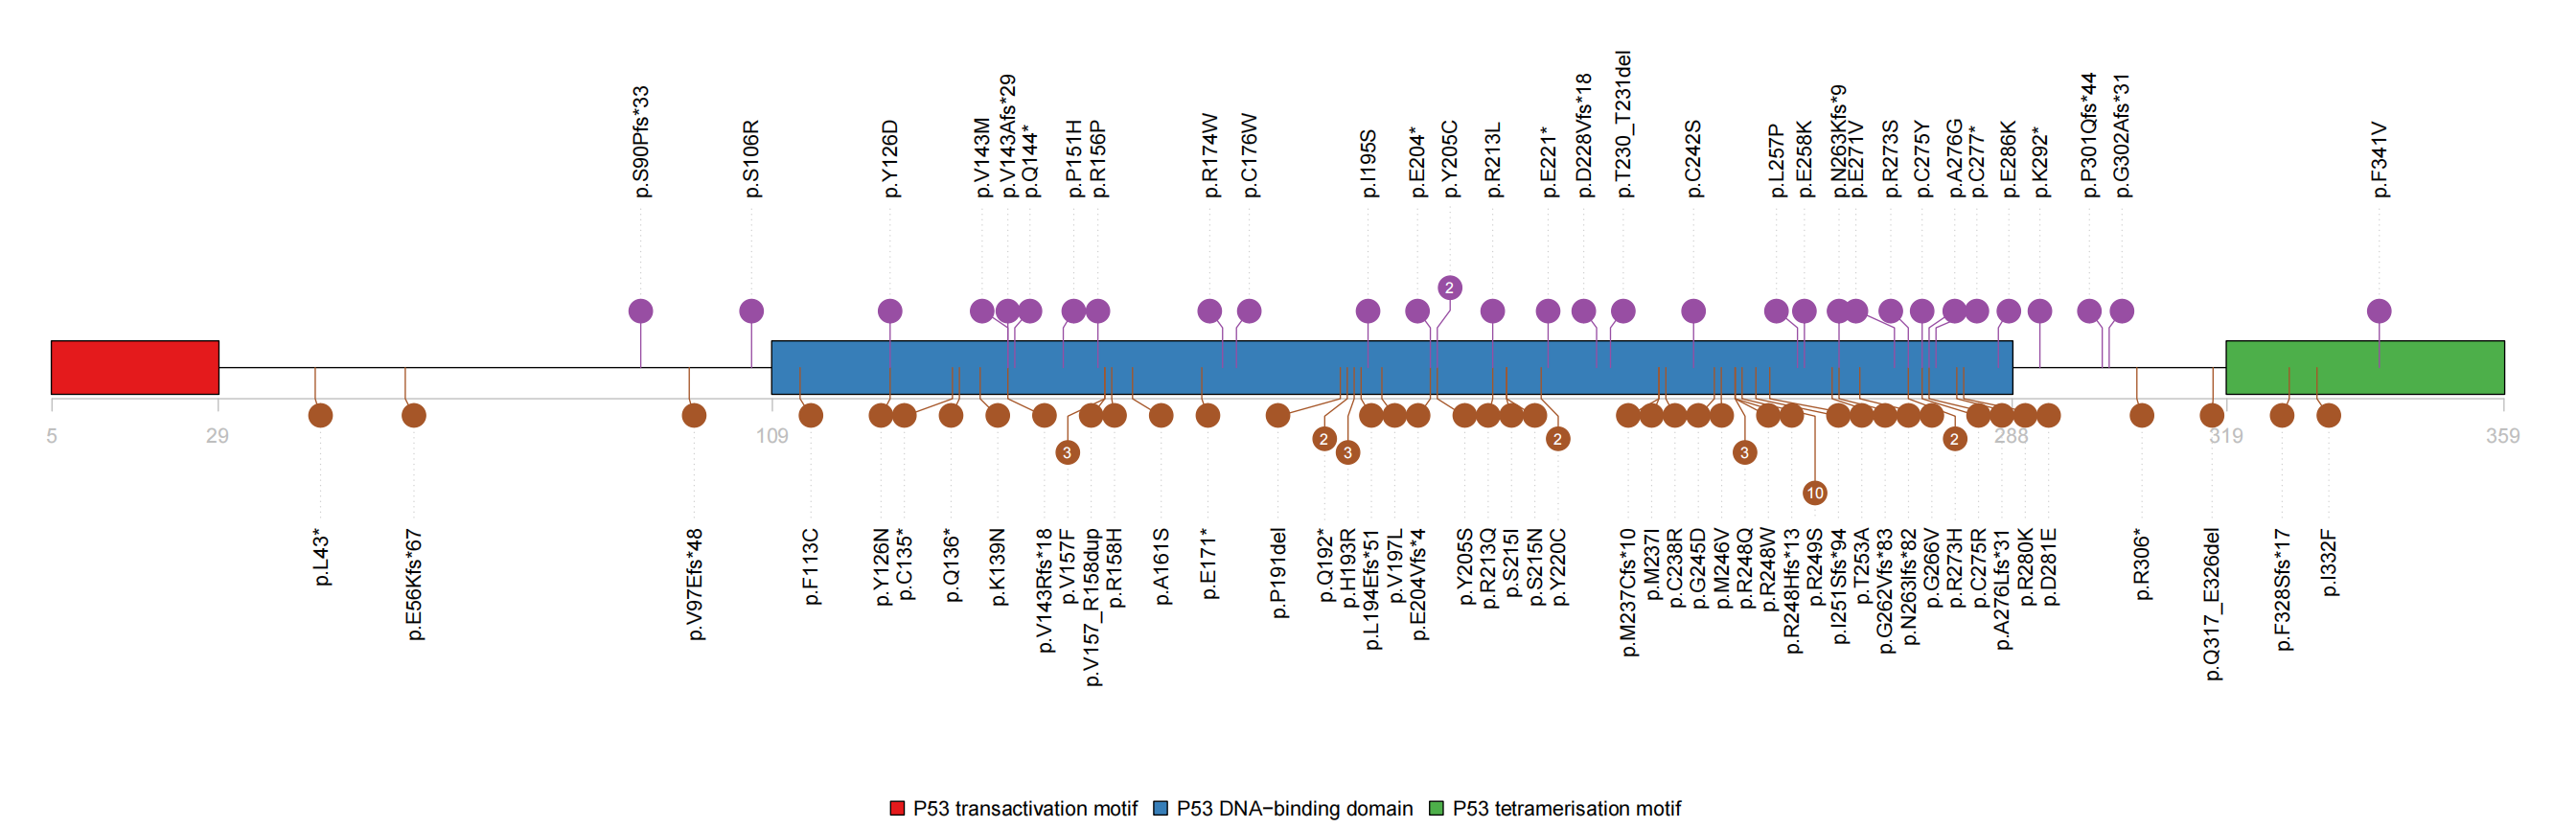 p.S90Pfs*33
p.S106R
p.Y126D
p.V143M
p.V143Afs*29
p.Q144*
p.P151H
p.R156P
p.R174W
p.C176W
p.I195S
p.E204*
p.Y205C
p.R213L
p.E221*
p.D228Vfs*18
p.T230_T231del
p.C242S
p.L257P
p.E258K
p.N263Kfs*9
p.E271V
p.R273S
p.C275Y
p.A276G
p.C277*
p.E286K
p.K292*
p.P301Qfs*44
p.G302Afs*31
p.F341V
2
5
29
109
288
319
359
2
3
2
2
3
3
10
p.L43*
p.E56Kfs*67
p.V97Efs*48
p.F113C
p.Y126N
p.C135*
p.Q136*
p.K139N
p.V143Rfs*18
p.V157F
p.V157_R158dup
p.R158H
p.A161S
p.E171*
p.P191del
p.Q192*
p.H193R
p.L194Efs*51
p.V197L
p.E204Vfs*4
p.Y205S
p.R213Q
p.S215I
p.S215N
p.Y220C
p.M237Cfs*10
p.M237I
p.C238R
p.G245D
p.M246V
p.R248Q
p.R248W
p.R248Hfs*13
p.R249S
p.I251Sfs*94
p.T253A
p.G262Vfs*83
p.N263Ifs*82
p.G266V
p.R273H
p.C275R
p.A276Lfs*31
p.R280K
p.D281E
p.R306*
p.Q317_E326del
p.F328Sfs*17
p.I332F
P53 transactivation motif P53 DNA−binding domain P53 tetramerisation motif